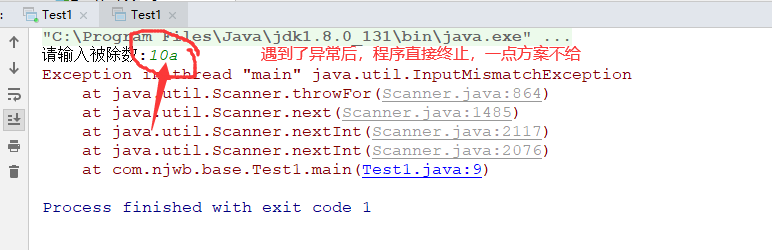 Test1 Test1
"C:\Program Files\Java\jdk1.8.0_131\bin\java.exe" ...
请输入被除数:10a 遇到了异常后，程序直接终止，一点方案不给
Exception in thread "main" java.util.InputMismatchException
at java.util.Scanner.throwFor(Scanner.java:864)
at java.util.Scanner.next(Scanner.java:1485)
at java.util.Scanner.nextInt(Scanner.java:2117)
at java.util.Scanner.nextInt(Scanner.java:2076)
at com.njwb.base.Test1.main(Test1.java:9)
Process finished with exit code 1